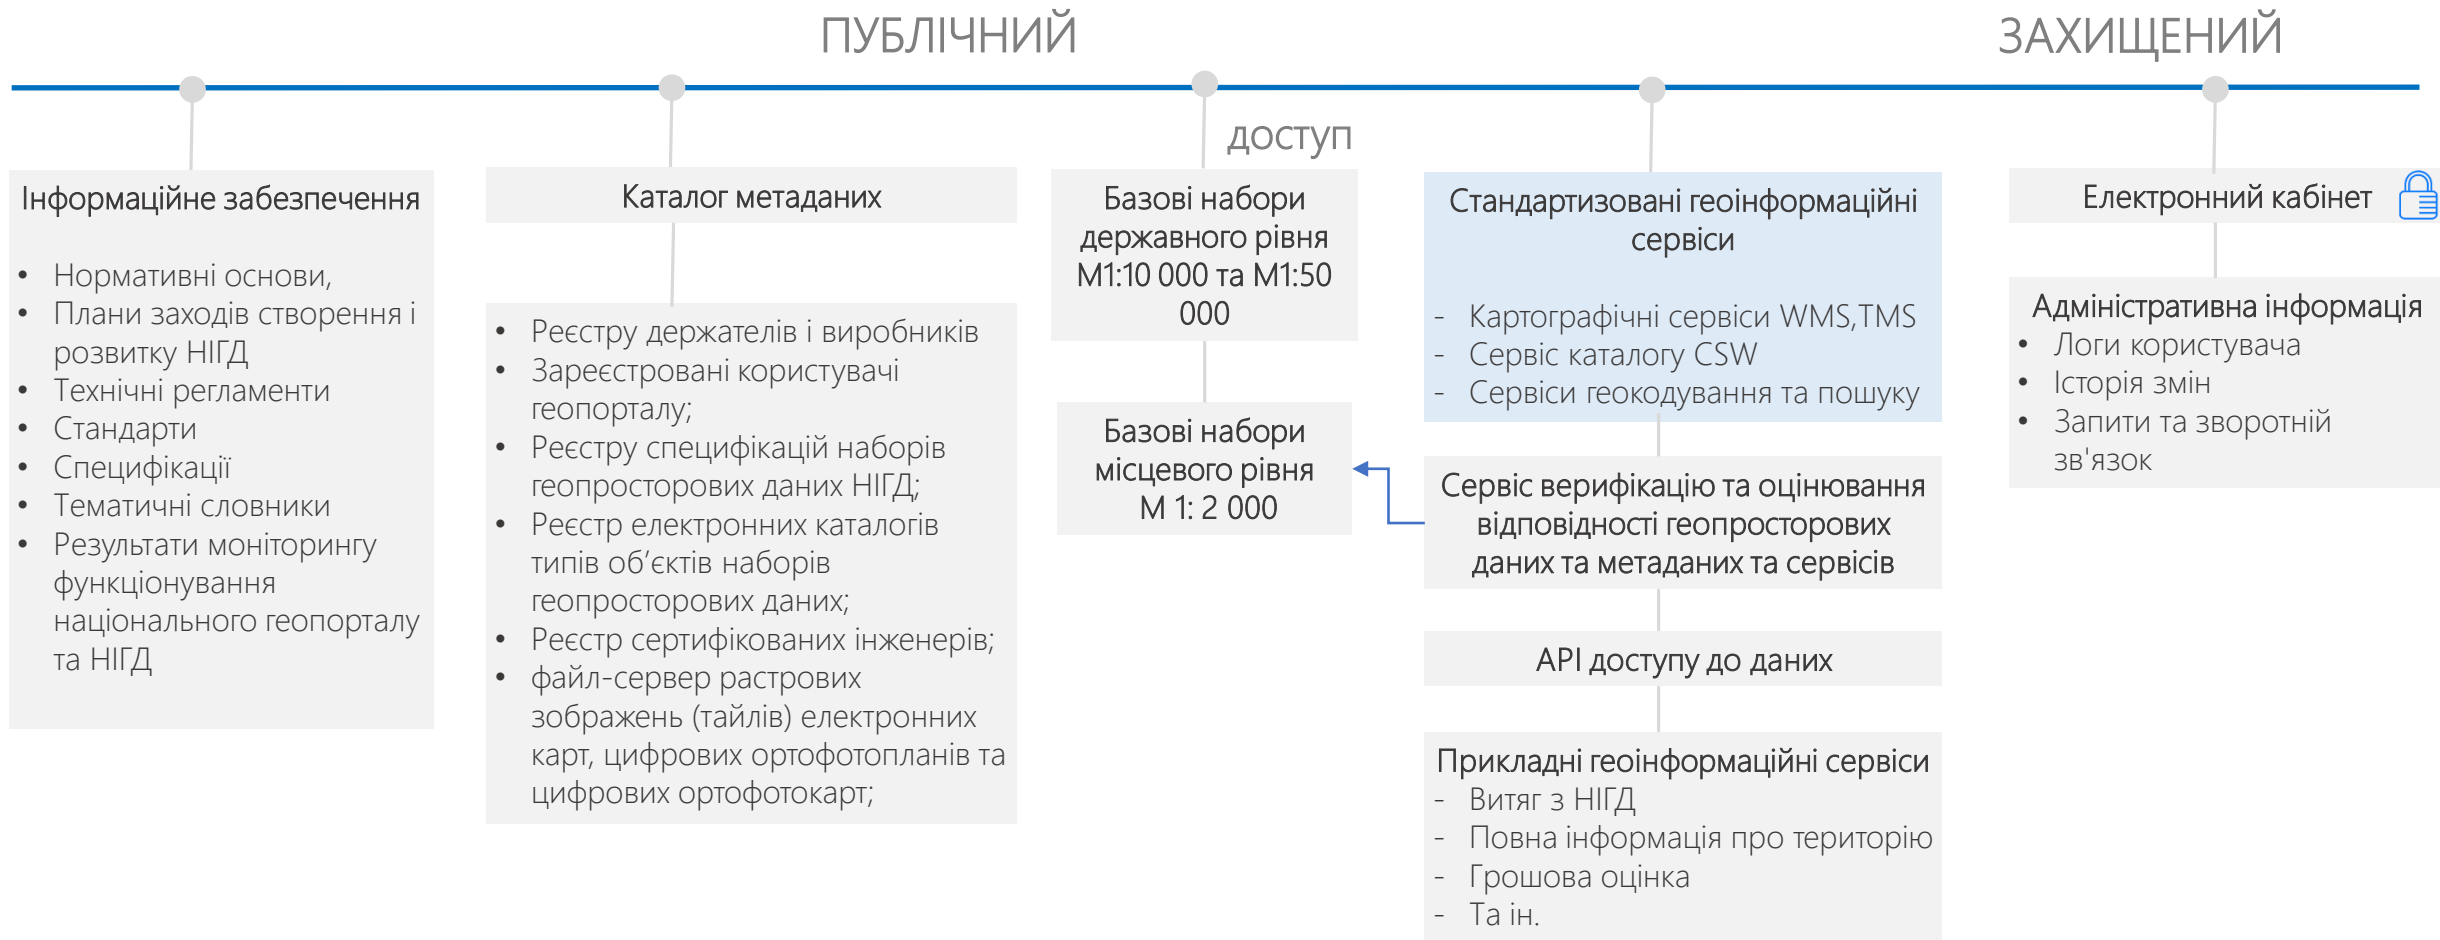 ПУБЛІЧНИЙ
ЗАХИЩЕНИЙ
ДОСТУП
Інформаційне забезпечення
• Нормативні основи,
• Плани заходів створення і
розвитку НІГД
• Технічні регламенти
• Стандарти
• Специфікації
• Тематичні словники
• Результати моніторингу
функціонування
національного геопорталу
та НІГД
Каталог метаданих
• Реєстру держателів і виробників
• Зареєстровані користувачі
геопорталу;
• Реєстру специфікацій наборів
геопросторових даних НІГД;
• Реєстр електронних каталогів
типів об’єктів наборів
геопросторових даних;
• Реєстр сертифікованих інженерів;
• файл-сервер растрових
зображень (тайлів) електронних
карт, цифрових ортофотопланів та
цифрових ортофотокарт;
Базові набори
державного рівня
М1:10 000 та М1:50
000
Базові набори
місцевого рівня
М 1: 2 000
Стандартизовані геоінформаційні
сервіси
- Картографічні сервіси WMS,TMS
- Сервіс каталогу CSW
- Сервіси геокодування та пошуку
Сервіс верифікацію та оцінювання
відповідності геопросторових
даних та метаданих та сервісів
API доступу до даних
Прикладні геоінформаційні сервіси
- Витяг з НІГД
- Повна інформація про територію
- Грошова оцінка
- Та ін.
Електронний кабінет
Адміністративна інформація
• Логи користувача
• Історія змін
• Запити та зворотній
зв'язок